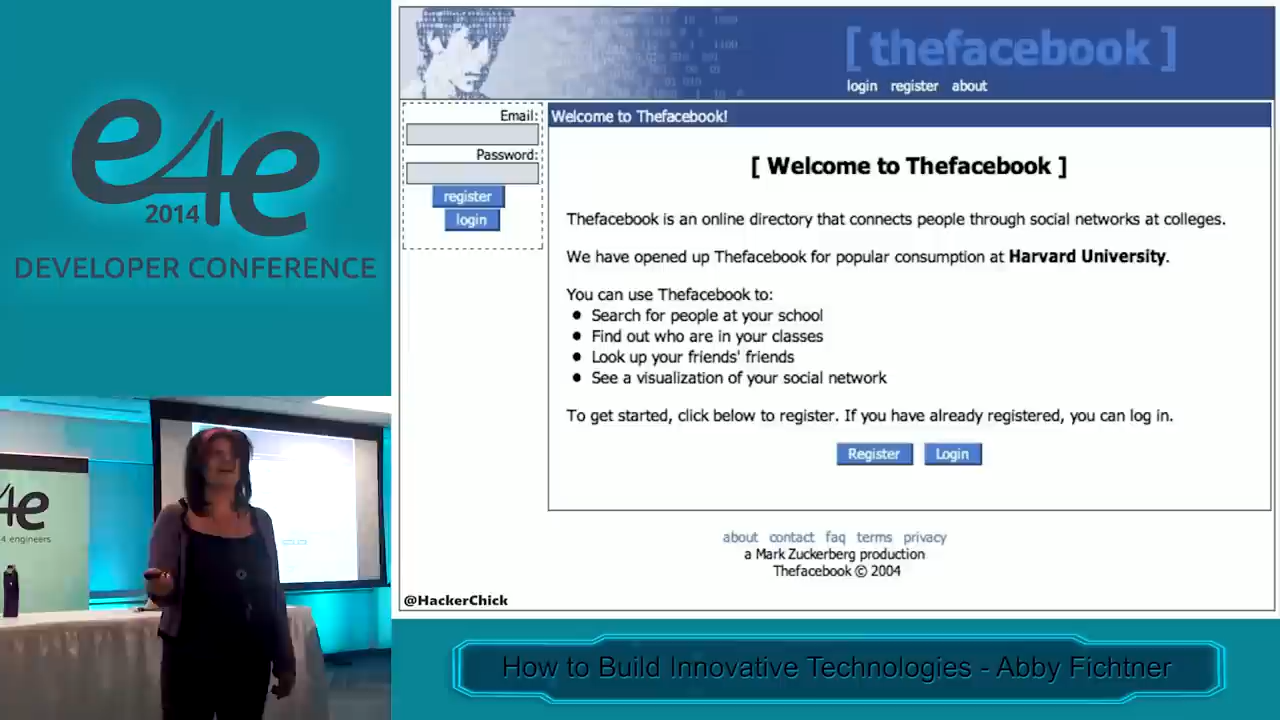 e4e
2014
DEVELOPER CONFERENCE
4e
4 engineers
[ thefacebook ]
login register about
Email:
Password:
register
login
Welcome to Thefacebook!
[ Welcome to Thefacebook ]
Thefacebook is an online directory that connects people through social networks at colleges.
We have opened up Thefacebook for popular consumption at Harvard University.
You can use Thefacebook to:
• Search for people at your school
• Find out who are in your classes
• Look up your friends' friends
• See a visualization of your social network
To get started, click below to register. If you have already registered, you can log in.
Register Login
about contact faq terms privacy
a Mark Zuckerberg production
Thefacebook © 2004
@HackerChick
How to Build Innovative Technologies - Abby Fichtner